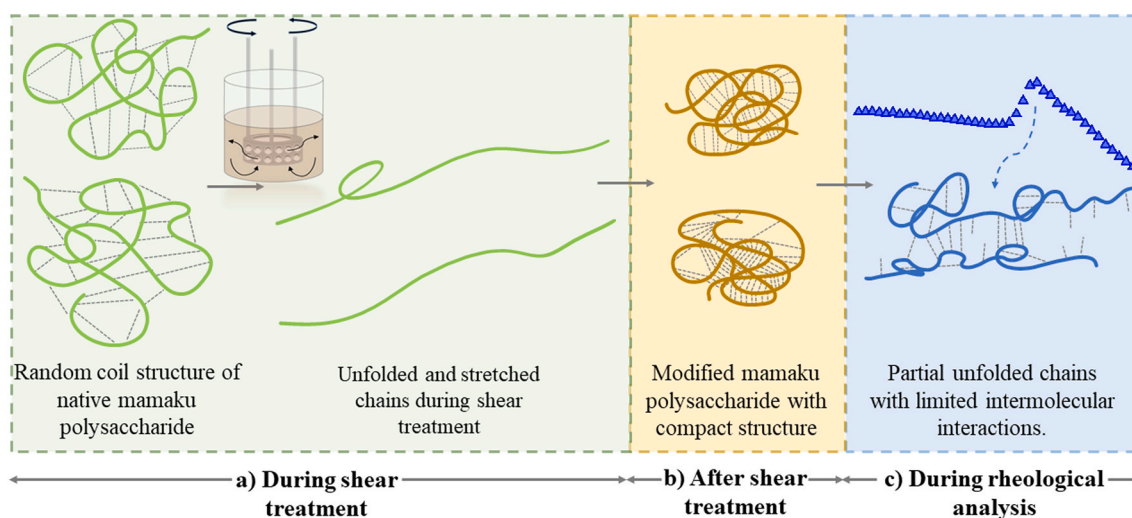 Random coil structure of
native mamaku
polysaccharide
Unfolded and stretched
chains during shear
treatment
Modified mamaku
polysaccharide with
compact structure
Partial unfolded chains
with limited intermolecular
interactions.
a) During shear
treatment
b) After shear
treatment
c) During rheological
analysis